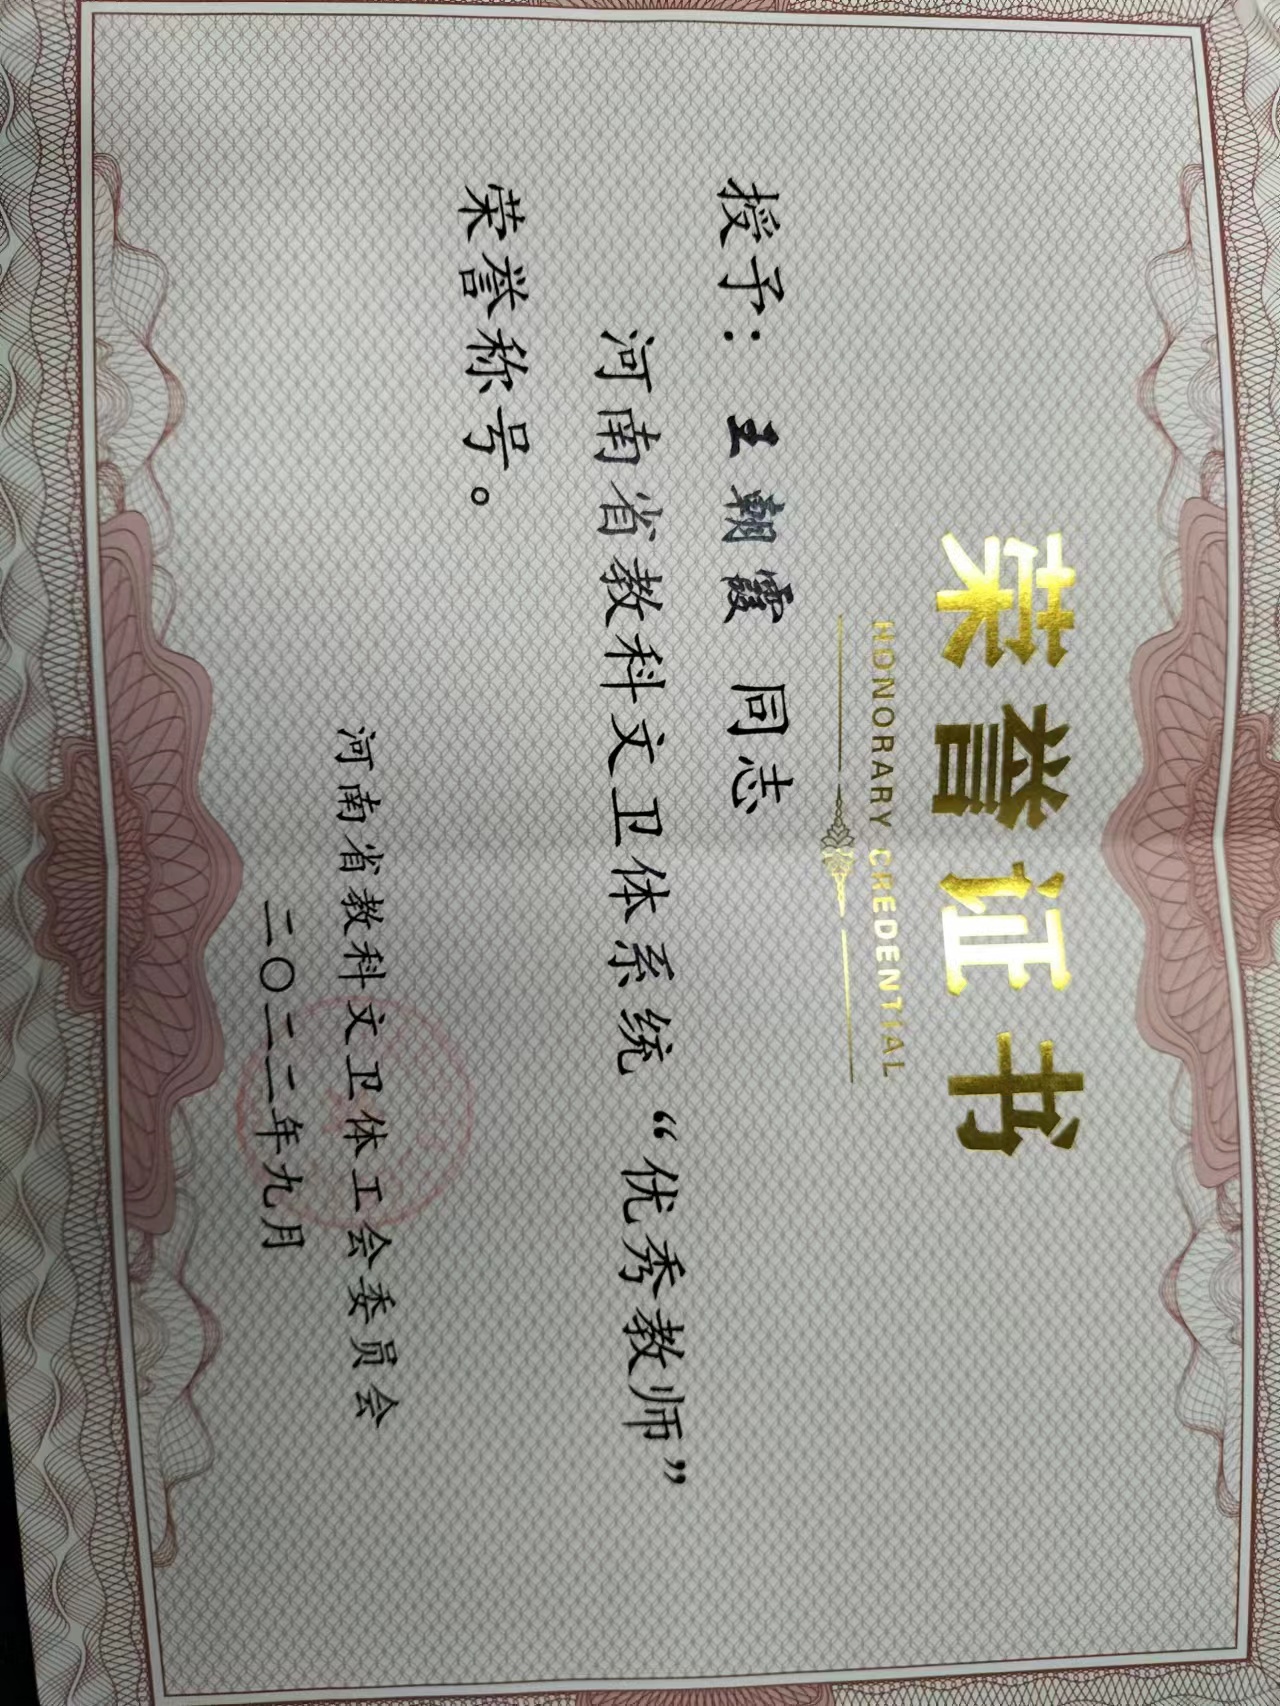 荣誉证书
HONORARY CREDENTIAL
授予：王朝霞 同志
河南省教科文卫体系统“优秀教师”
荣誉称号。
河南省教科文卫体工会委员会
二〇二二年九月